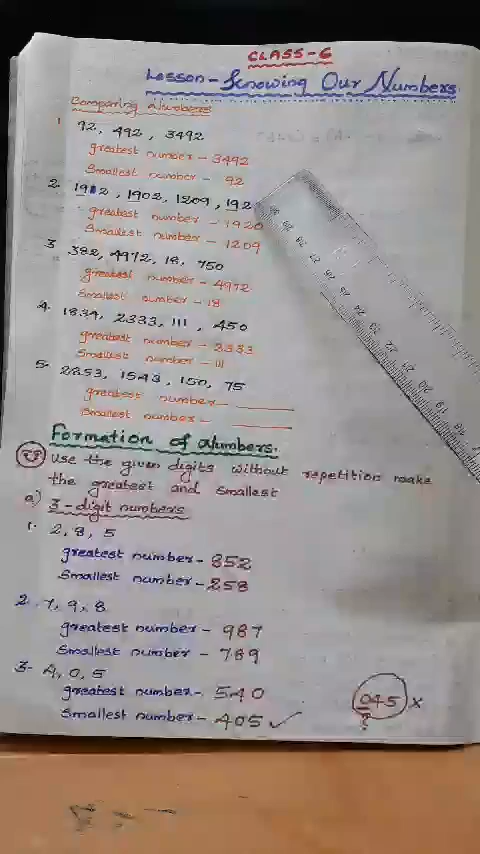 CLASS-6
Lesson-Knowing Our Numbers.
Comparing Numbers
1. 92, 492, 3492
greatest number - 3492
Smallest number - 92
2. 1912, 1902, 1209, 192
greatest number - 1920
Smallest number - 1209
3. 382, 4972, 18, 750
greatest number - 4972
Smallest number - 18
4. 1834, 2333, 111, 450
greatest number - 2333
Smallest number - 111
5. 2853, 1543, 150, 75
greatest number -
Smallest number -
Formation of Numbers.
Use the given digits without repetition make
the greatest and smallest
a) 3-digit numbers
1. 2, 8, 5
greatest number - 852
Smallest number - 258
2. 7, 9, 8
greatest number - 987
Smallest number - 789
3- 4, 0, 5
greatest number - 540
Smallest number - 405 ✓
045 x
?